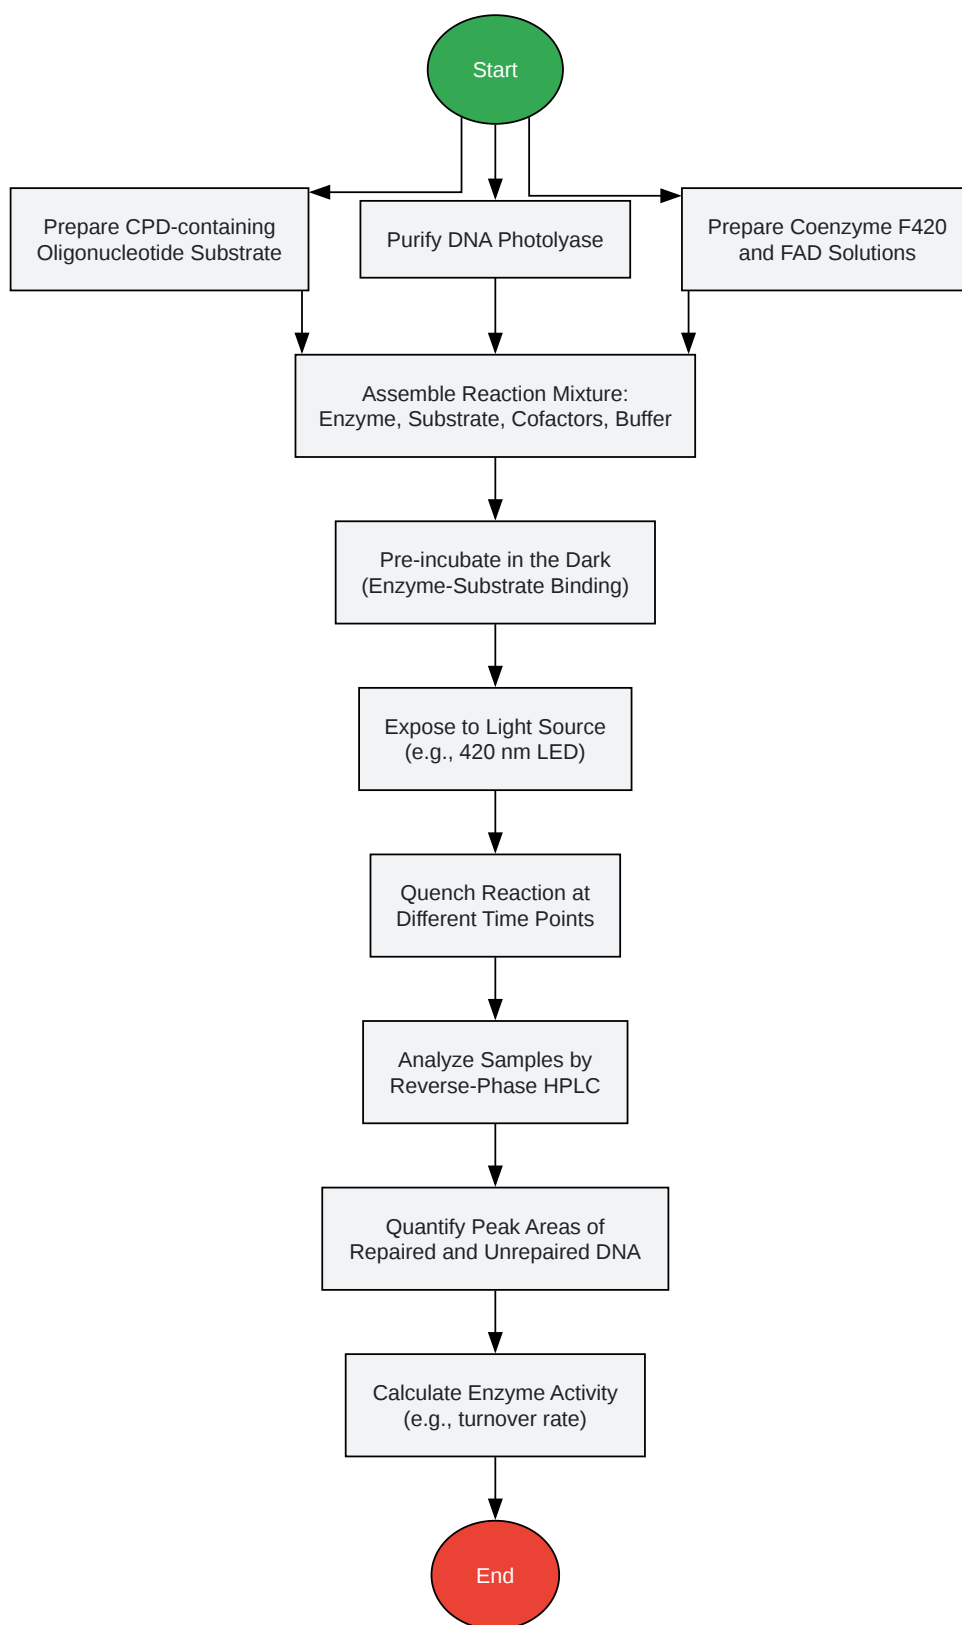 Start
Prepare CPD-containing
Oligonucleotide Substrate
Purify DNA Photolyase
Prepare Coenzyme F420
and FAD Solutions
Assemble Reaction Mixture:
Enzyme, Substrate, Cofactors, Buffer
Pre-incubate in the Dark
(Enzyme-Substrate Binding)
Expose to Light Source
(e.g., 420 nm LED)
Quench Reaction at
Different Time Points
Analyze Samples by
Reverse-Phase HPLC
Quantify Peak Areas of
Repaired and Unrepaired DNA
Calculate Enzyme Activity
(e.g., turnover rate)
End